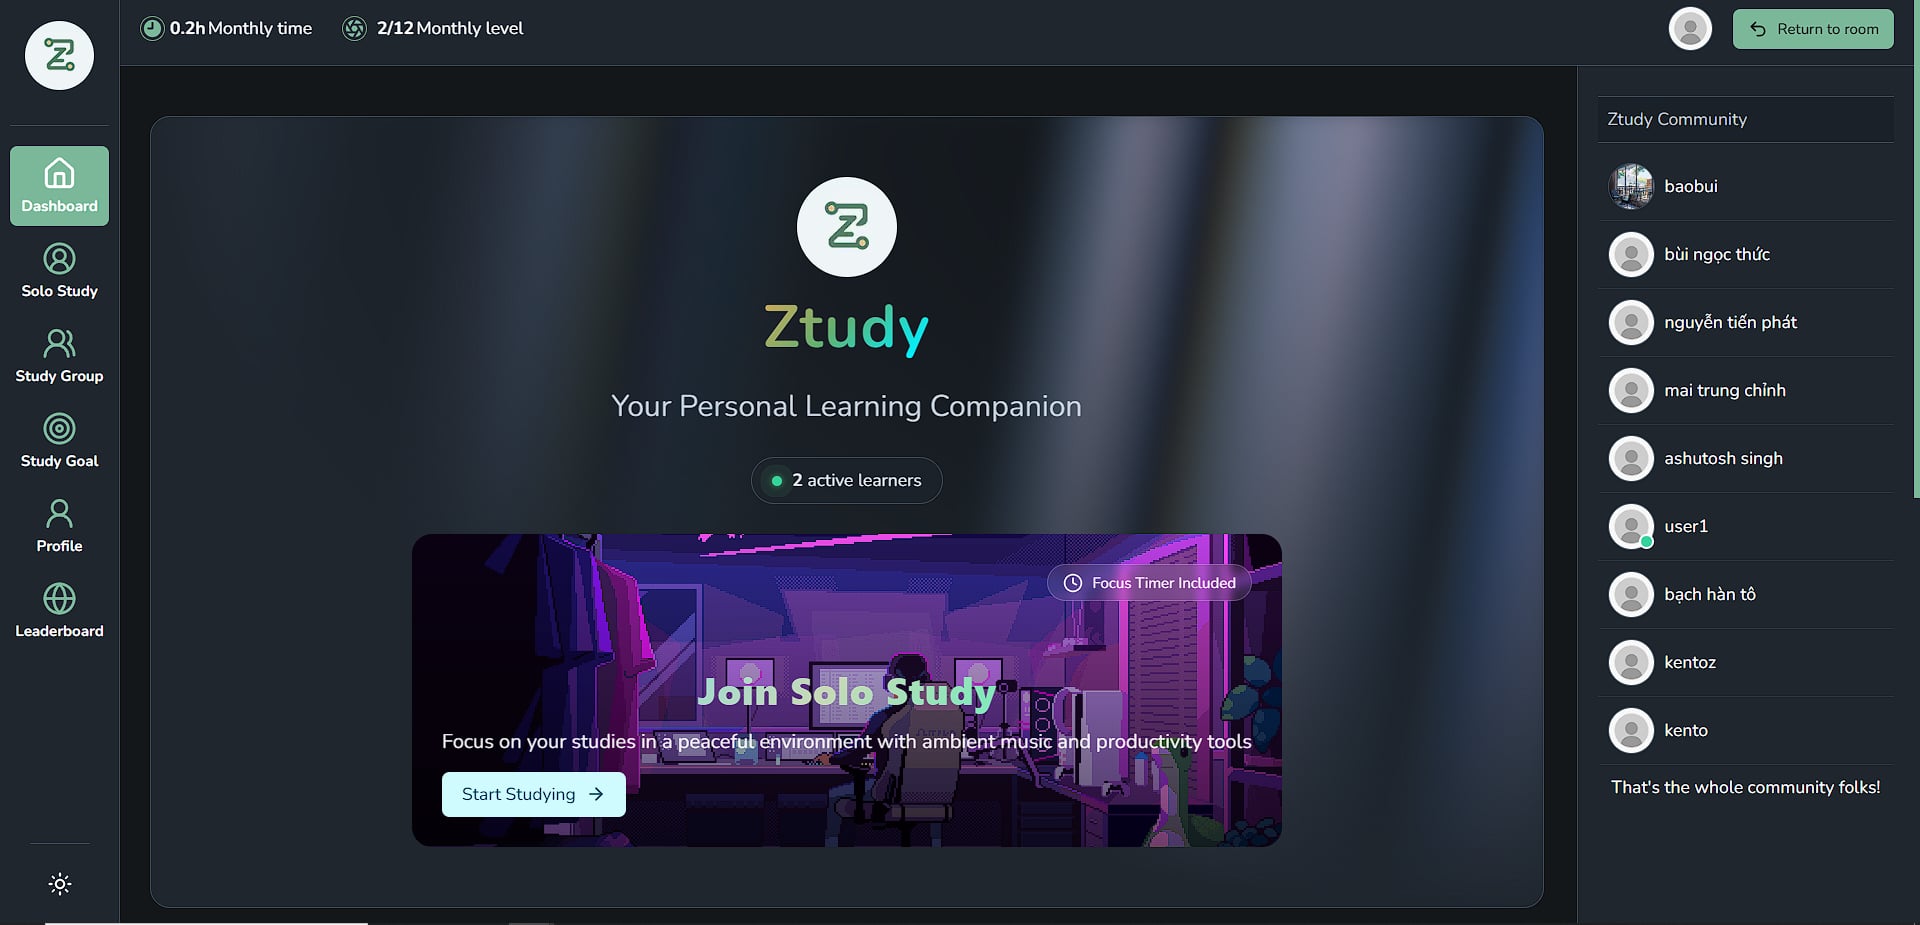 0.2h Monthly time
2/12 Monthly level
Return to room
Dashboard
Solo Study
Study Group
Study Goal
Profile
Leaderboard
Ztudy
Your Personal Learning Companion
2 active learners
Focus Timer Included
Join Solo Study
Focus on your studies in a peaceful environment with ambient music and productivity tools
Start Studying
Ztudy Community
baobui
bùi ngọc thức
nguyễn tiến phát
mai trung chỉnh
ashutosh singh
user1
bạch hàn tô
kentoz
kento
That's the whole community folks!